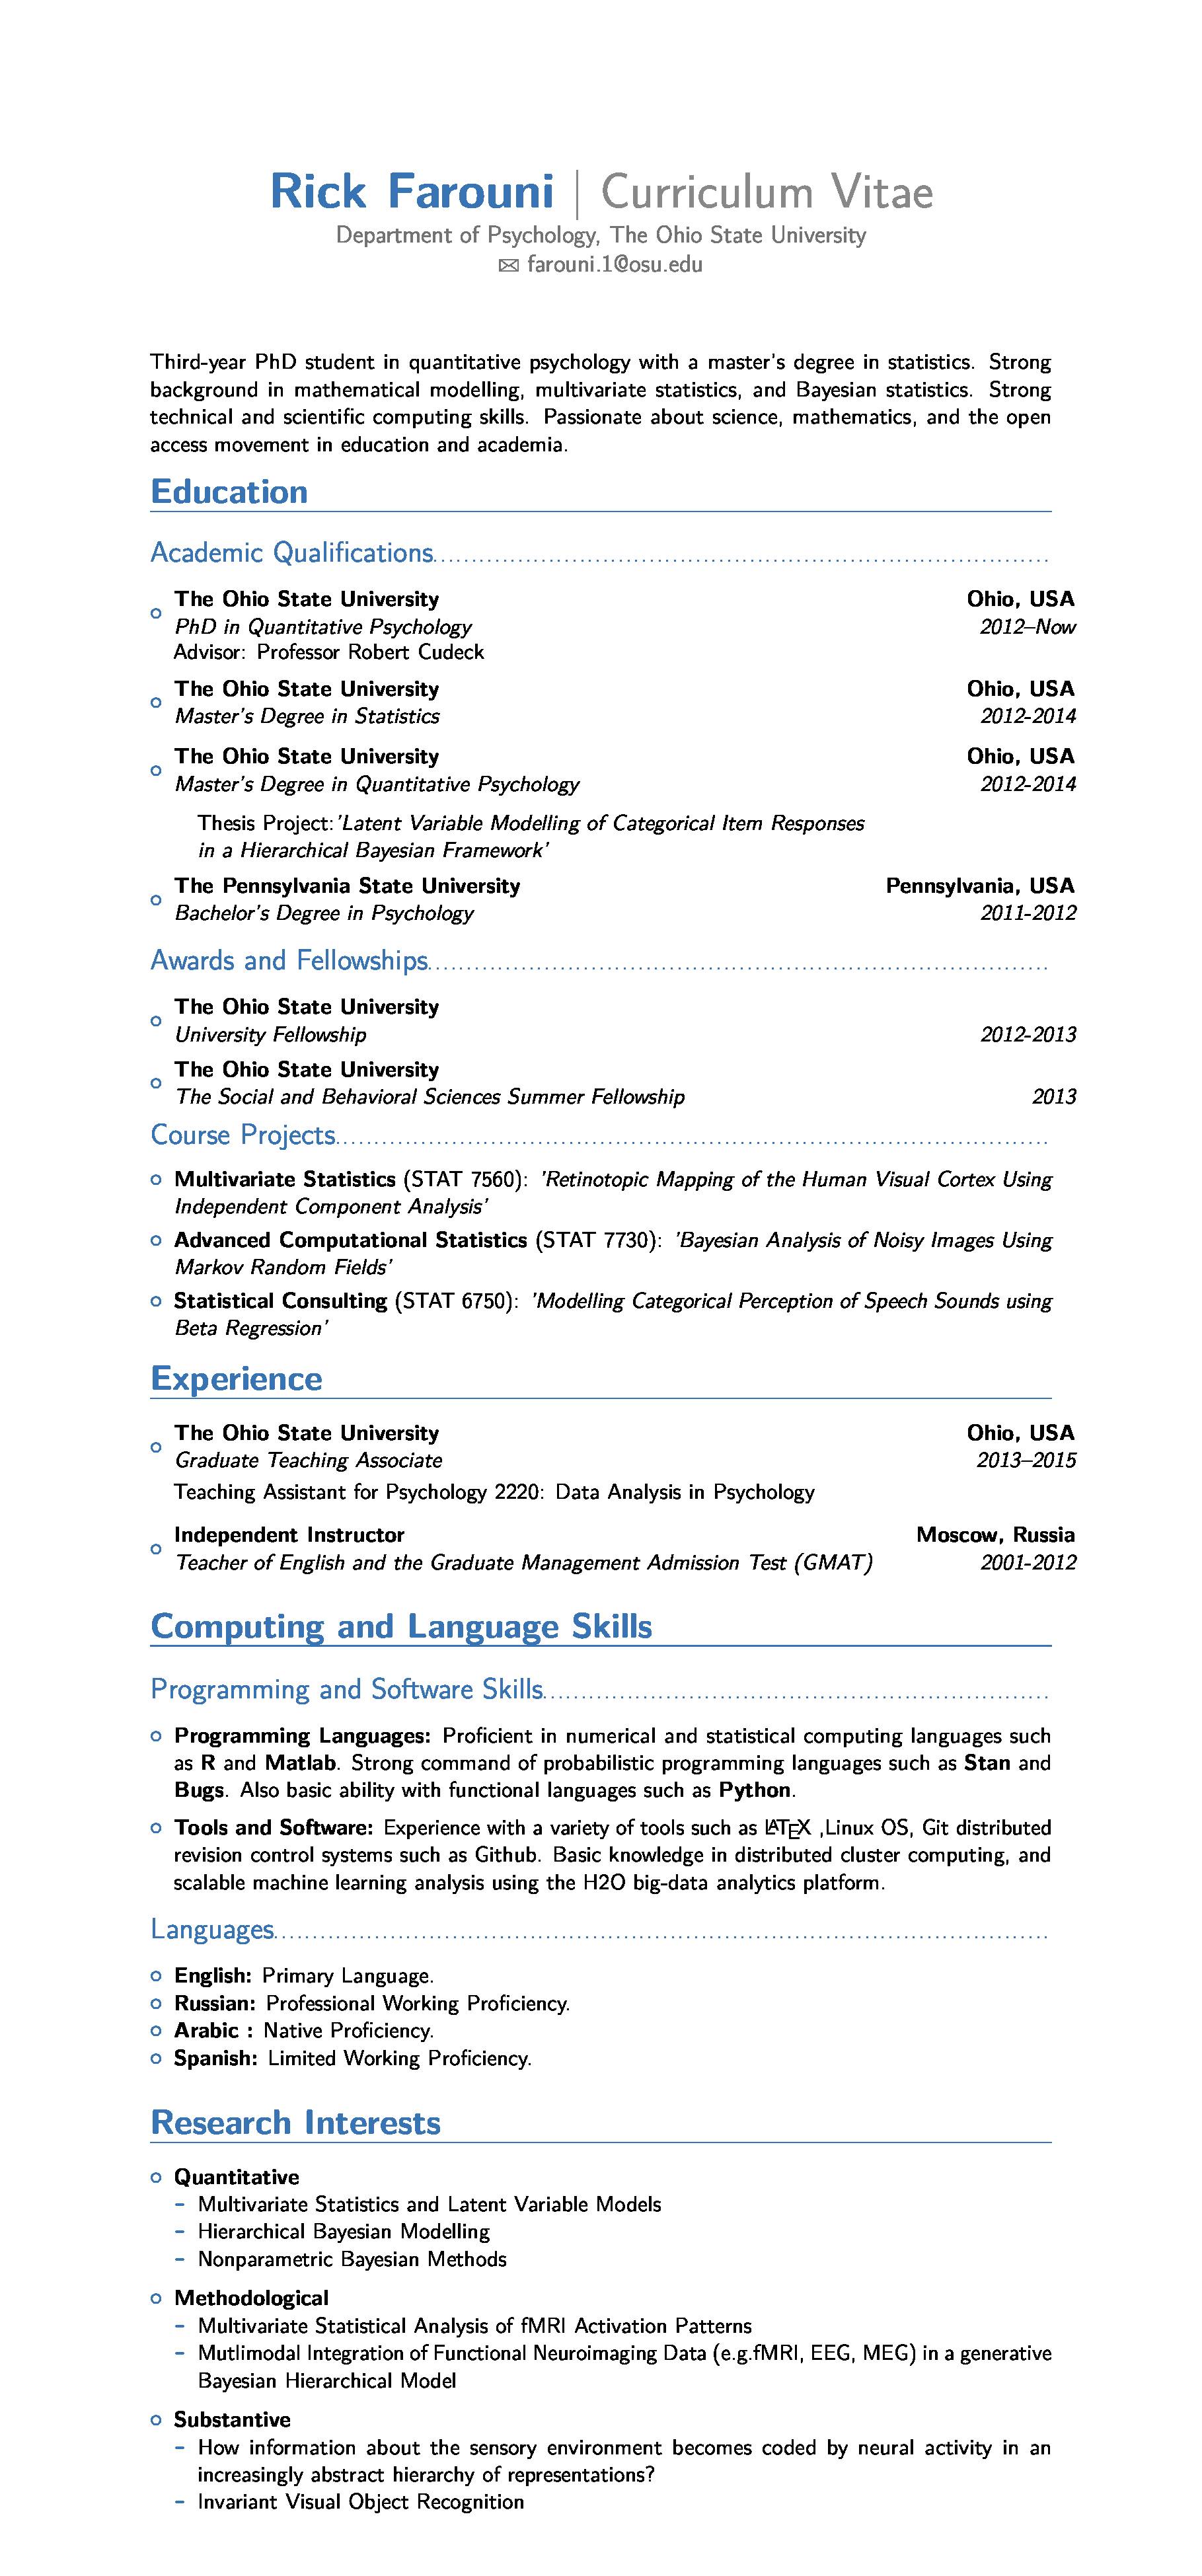 Rick Farouni | Curriculum Vitae
Department of Psychology, The Ohio State University
✉ farouni.1@osu.edu
Third-year PhD student in quantitative psychology with a master's degree in statistics. Strong
background in mathematical modelling, multivariate statistics, and Bayesian statistics. Strong
technical and scientific computing skills. Passionate about science, mathematics, and the open
access movement in education and academia.
Education
Academic Qualifications
The Ohio State University Ohio, USA
PhD in Quantitative Psychology 2012–Now
Advisor: Professor Robert Cudeck
The Ohio State University Ohio, USA
Master's Degree in Statistics 2012-2014
The Ohio State University Ohio, USA
Master's Degree in Quantitative Psychology 2012-2014
Thesis Project:'Latent Variable Modelling of Categorical Item Responses
in a Hierarchical Bayesian Framework'
The Pennsylvania State University Pennsylvania, USA
Bachelor's Degree in Psychology 2011-2012
Awards and Fellowships
The Ohio State University
University Fellowship 2012-2013
The Ohio State University
The Social and Behavioral Sciences Summer Fellowship 2013
Course Projects
Multivariate Statistics (STAT 7560): 'Retinotopic Mapping of the Human Visual Cortex Using
Independent Component Analysis'
Advanced Computational Statistics (STAT 7730): 'Bayesian Analysis of Noisy Images Using
Markov Random Fields'
Statistical Consulting (STAT 6750): 'Modelling Categorical Perception of Speech Sounds using
Beta Regression'
Experience
The Ohio State University Ohio, USA
Graduate Teaching Associate 2013–2015
Teaching Assistant for Psychology 2220: Data Analysis in Psychology
Independent Instructor Moscow, Russia
Teacher of English and the Graduate Management Admission Test (GMAT) 2001-2012
Computing and Language Skills
Programming and Software Skills
Programming Languages: Proficient in numerical and statistical computing languages such
as R and Matlab. Strong command of probabilistic programming languages such as Stan and
Bugs. Also basic ability with functional languages such as Python.
Tools and Software: Experience with a variety of tools such as LATEX ,Linux OS, Git distributed
revision control systems such as Github. Basic knowledge in distributed cluster computing, and
scalable machine learning analysis using the H2O big-data analytics platform.
Languages
English: Primary Language.
Russian: Professional Working Proficiency.
Arabic : Native Proficiency.
Spanish: Limited Working Proficiency.
Research Interests
Quantitative
– Multivariate Statistics and Latent Variable Models
– Hierarchical Bayesian Modelling
– Nonparametric Bayesian Methods
Methodological
– Multivariate Statistical Analysis of fMRI Activation Patterns
– Mutlimodal Integration of Functional Neuroimaging Data (e.g.fMRI, EEG, MEG) in a generative
Bayesian Hierarchical Model
Substantive
– How information about the sensory environment becomes coded by neural activity in an
increasingly abstract hierarchy of representations?
– Invariant Visual Object Recognition